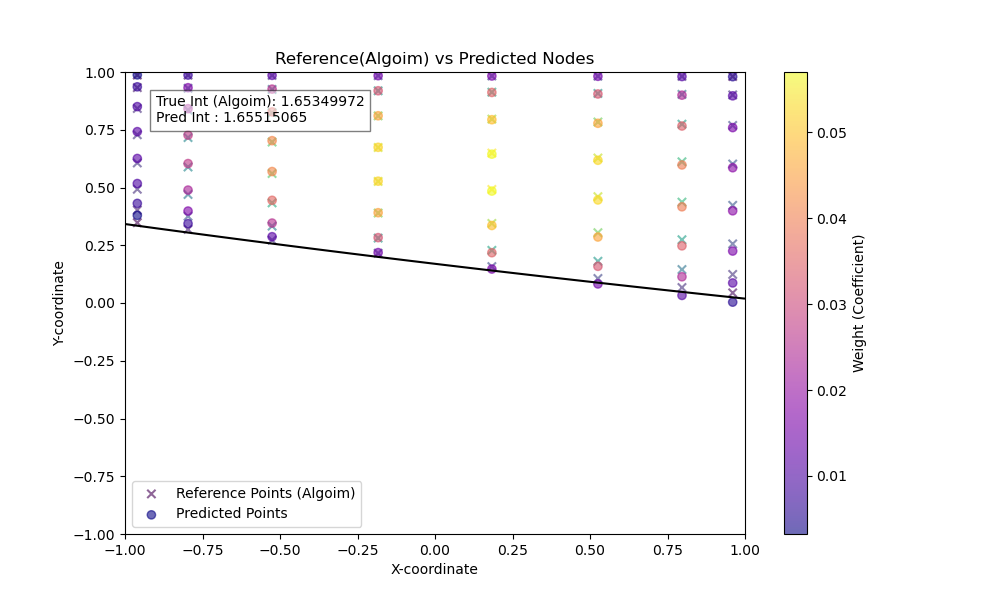 Reference(Algoim) vs Predicted Nodes
True Int (Algoim): 1.65349972
Pred Int : 1.65515065
Y-coordinate
1.00
0.75
0.50
0.25
0.00
−0.25
−0.50
−0.75
−1.00
Reference Points (Algoim)
Predicted Points
−1.00 −0.75 −0.50 −0.25 0.00 0.25 0.50 0.75 1.00
X-coordinate
0.05
0.04
0.03
0.02
0.01
Weight (Coefficient)